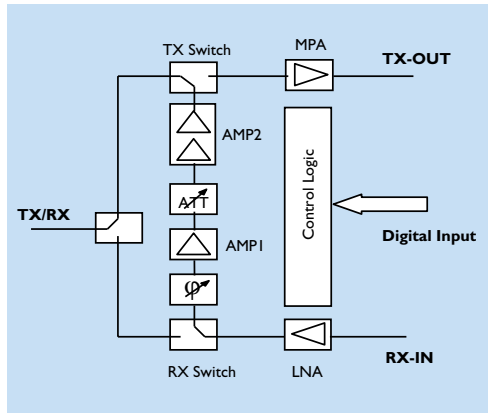 TX Switch
MPA
TX-OUT
AMP2
ATT
TX/RX
AMP1
Control Logic
Digital Input
φ
RX-IN
RX Switch
LNA